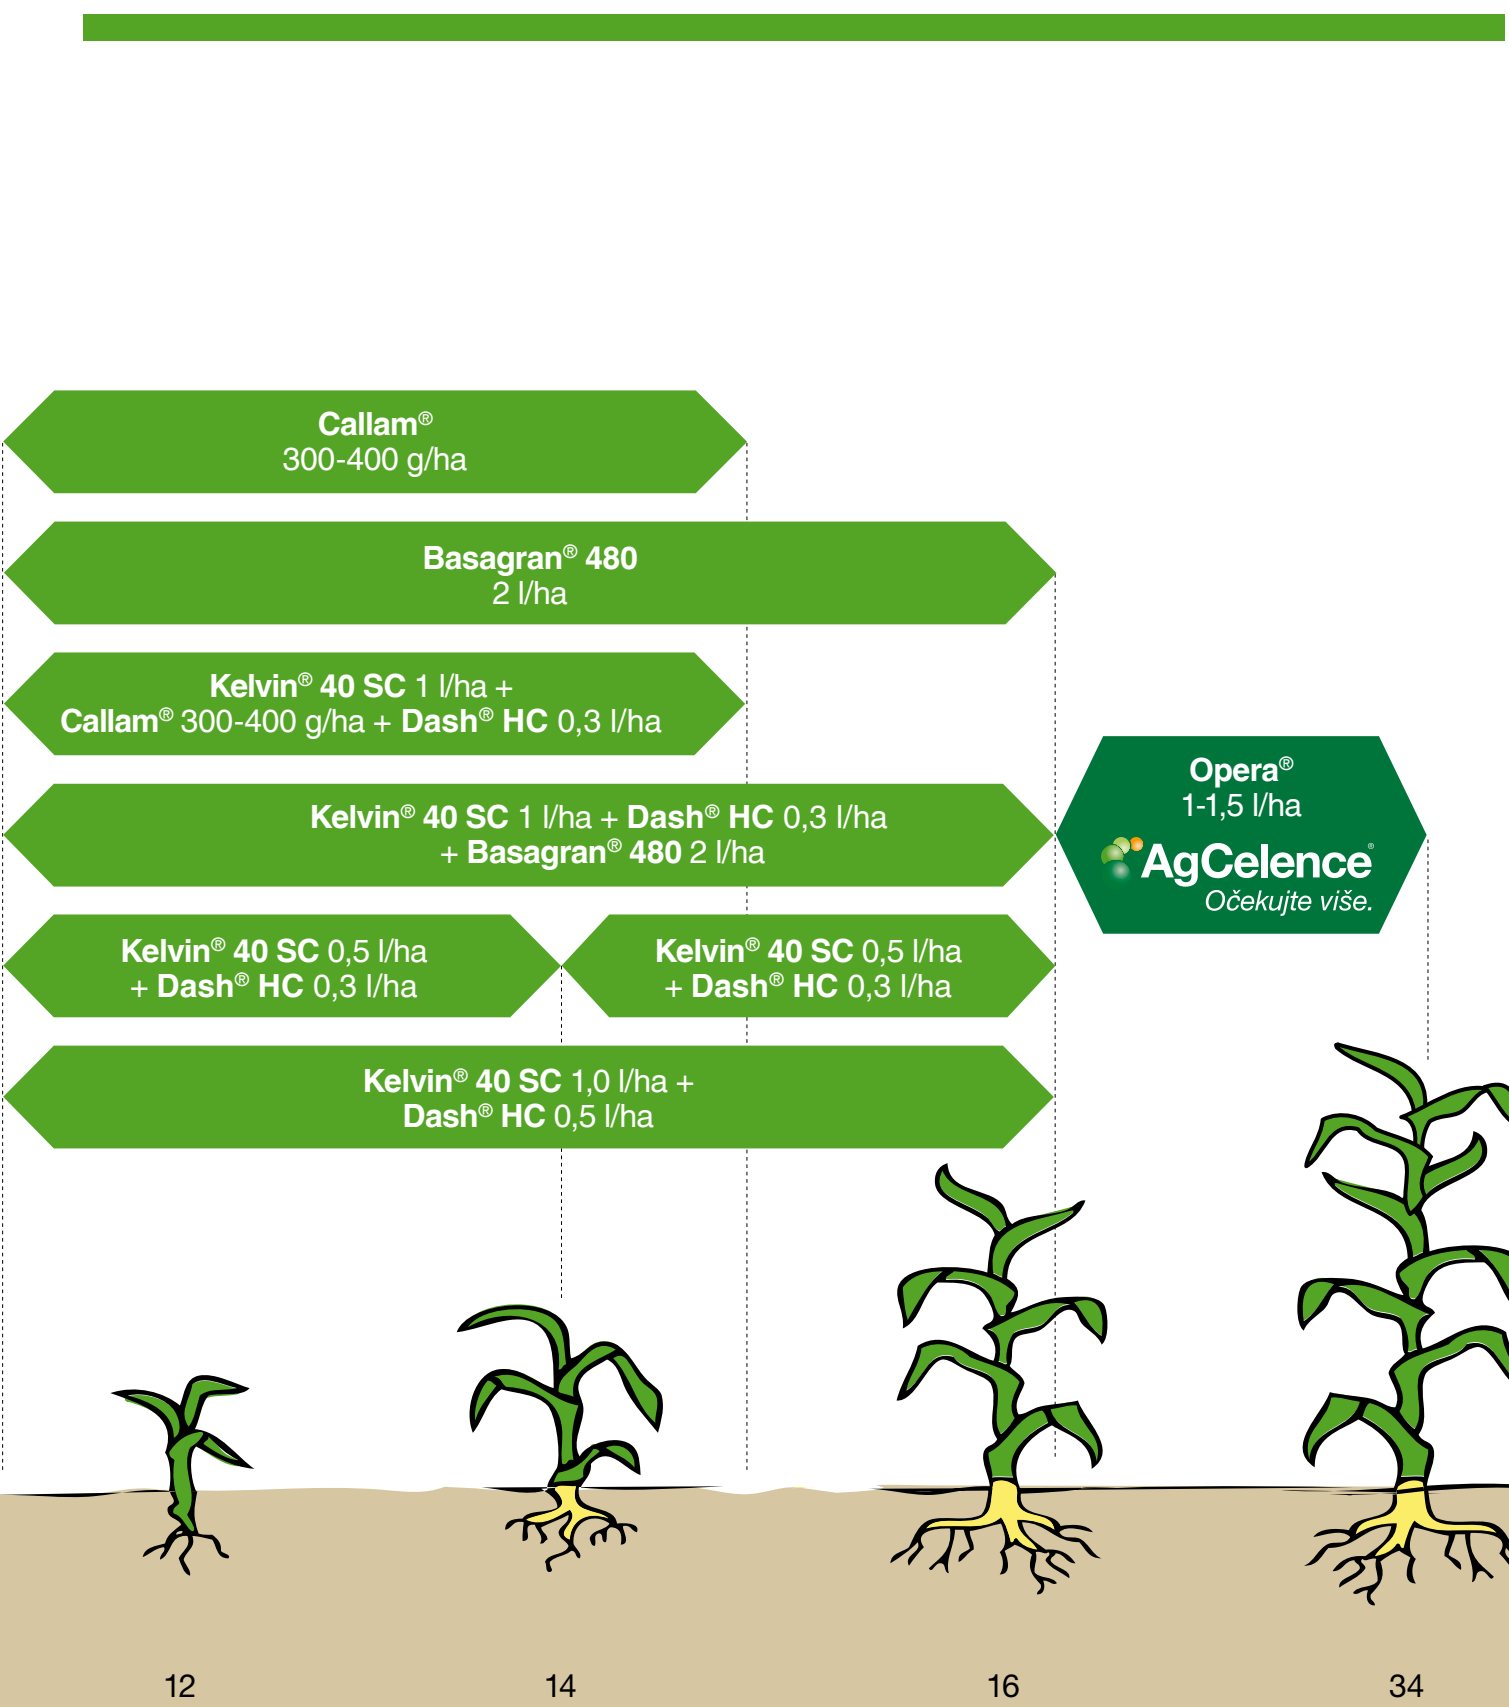 Callam®
300-400 g/ha
Basagran® 480
2 l/ha
Kelvin® 40 SC 1 l/ha +
Callam® 300-400 g/ha + Dash® HC 0,3 l/ha
Kelvin® 40 SC 1 l/ha + Dash® HC 0,3 l/ha
+ Basagran® 480 2 l/ha
Opera®
1-1,5 l/ha
AgCelence®
Očekujte više.
Kelvin® 40 SC 0,5 l/ha
+ Dash® HC 0,3 l/ha
Kelvin® 40 SC 0,5 l/ha
+ Dash® HC 0,3 l/ha
Kelvin® 40 SC 1,0 l/ha +
Dash® HC 0,5 l/ha
12
14
16
34